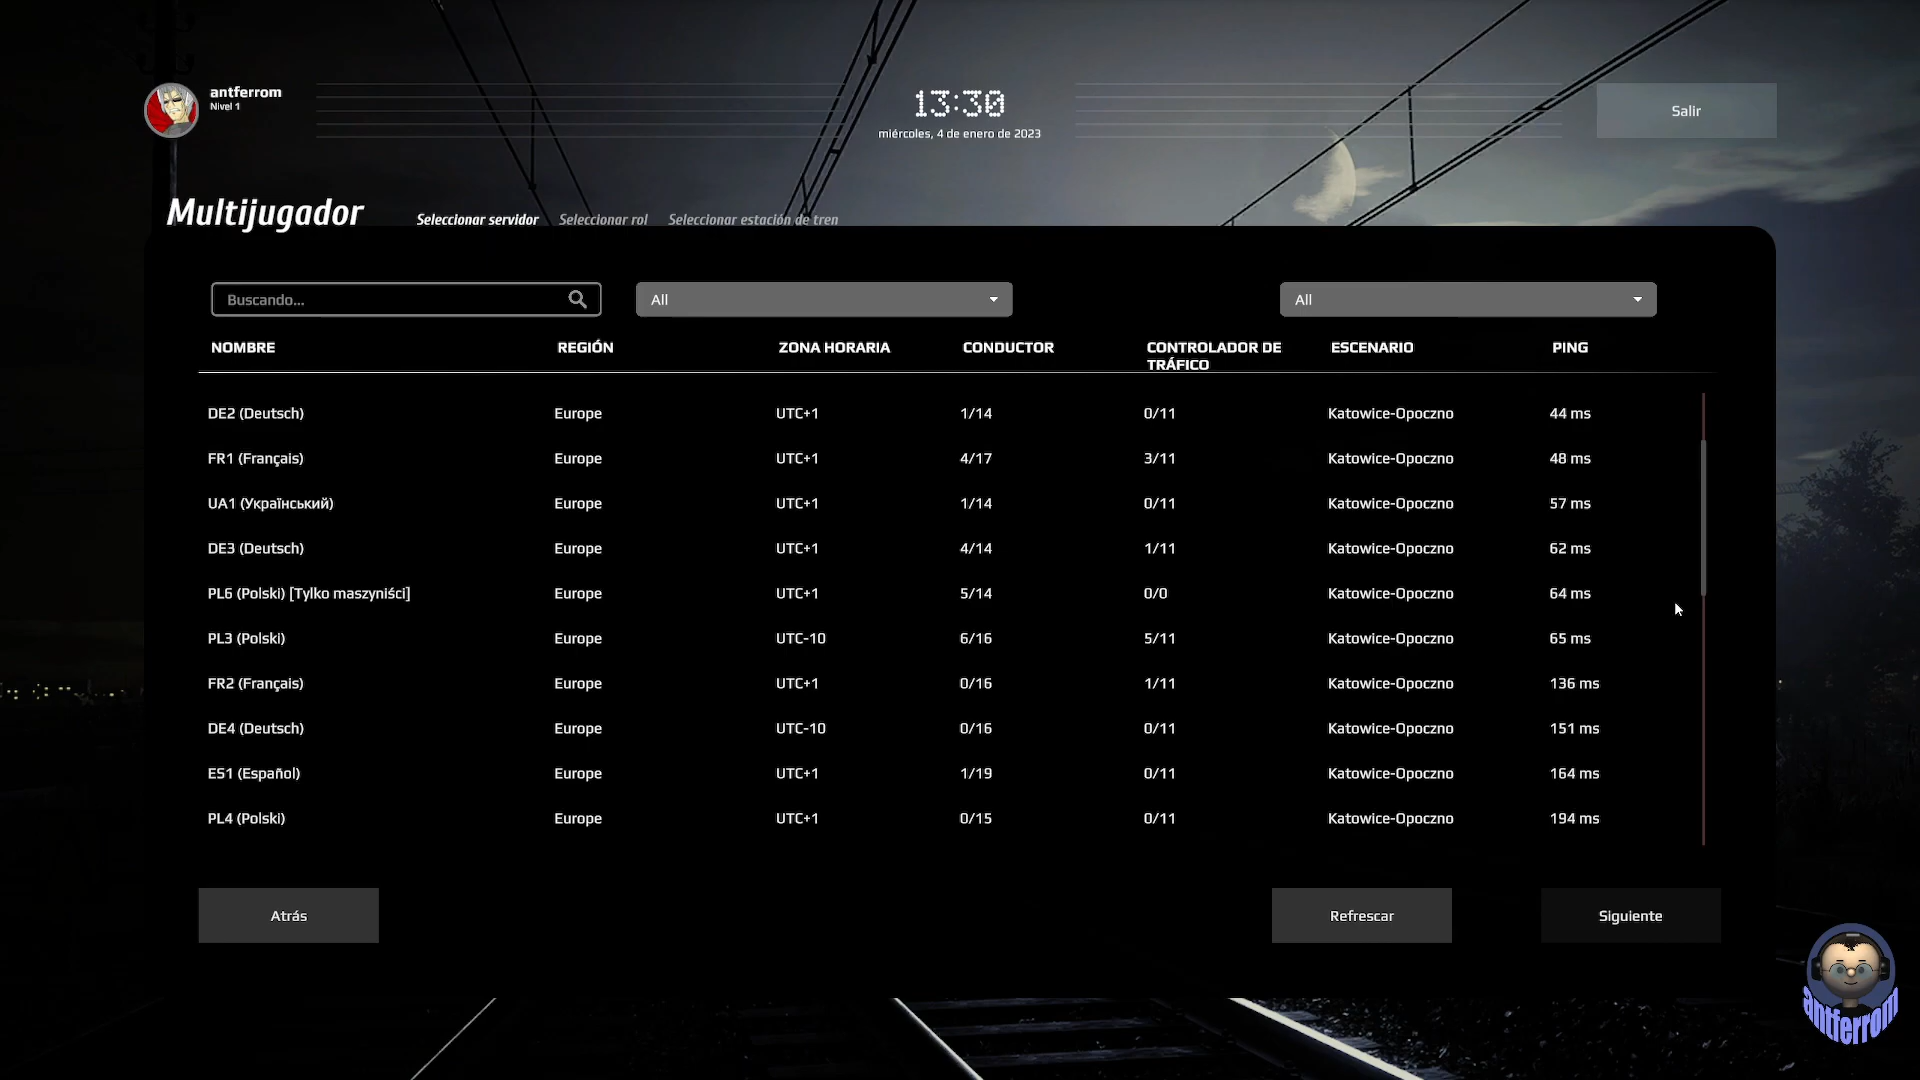 antferrom
Nivel 1
13:30
miércoles, 4 de enero de 2023
Salir
Multijugador Seleccionar servidor Seleccionar rol Seleccionar estación de tren
Buscando... All All
NOMBRE REGIÓN ZONA HORARIA CONDUCTOR CONTROLADOR DE TRÁFICO ESCENARIO PING
DE2 (Deutsch) Europe UTC+1 1/14 0/11 Katowice-Opoczno 44 ms
FR1 (Français) Europe UTC+1 4/17 3/11 Katowice-Opoczno 48 ms
UA1 (Український) Europe UTC+1 1/14 0/11 Katowice-Opoczno 57 ms
DE3 (Deutsch) Europe UTC+1 4/14 1/11 Katowice-Opoczno 62 ms
PL6 (Polski) [Tylko maszyniści] Europe UTC+1 5/14 0/0 Katowice-Opoczno 64 ms
PL3 (Polski) Europe UTC-10 6/16 5/11 Katowice-Opoczno 65 ms
FR2 (Français) Europe UTC+1 0/16 1/11 Katowice-Opoczno 136 ms
DE4 (Deutsch) Europe UTC-10 0/16 0/11 Katowice-Opoczno 151 ms
ES1 (Español) Europe UTC+1 1/19 0/11 Katowice-Opoczno 164 ms
PL4 (Polski) Europe UTC+1 0/15 0/11 Katowice-Opoczno 194 ms
Atrás Refrescar Siguiente
antferrom